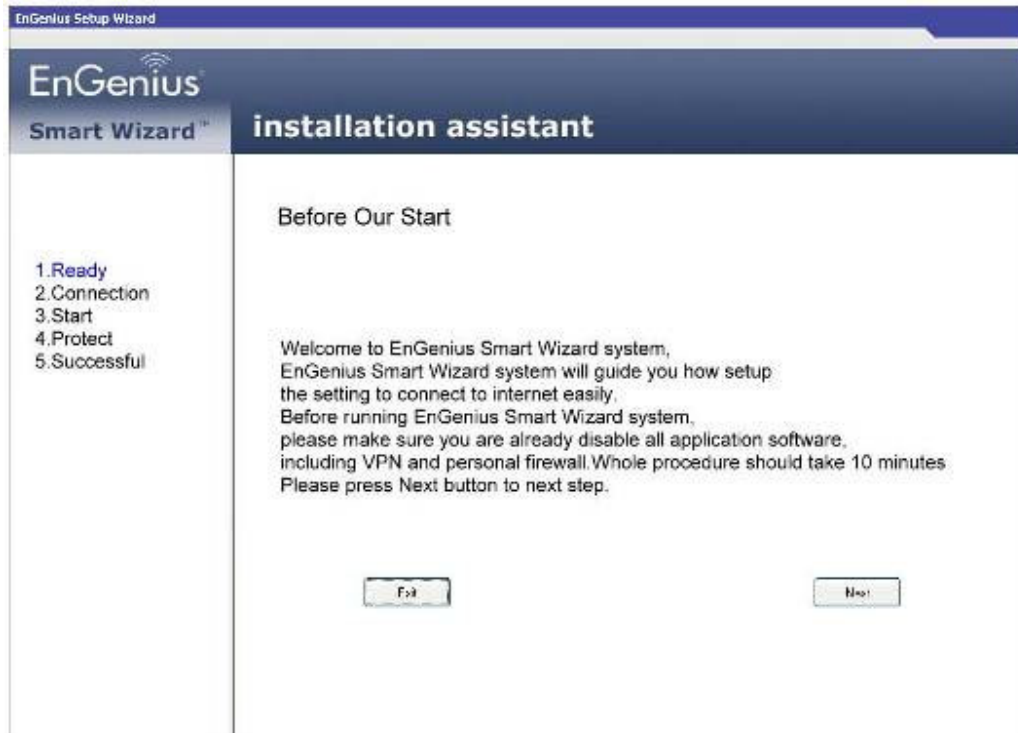 EnGenius Setup Wizard
EnGenius
Smart Wizard™
installation assistant
Before Our Start
1.Ready
2.Connection
3.Start
4.Protect
5.Successful
Welcome to EnGenius Smart Wizard system,
EnGenius Smart Wizard system will guide you how setup
the setting to connect to internet easily.
Before running EnGenius Smart Wizard system,
please make sure you are already disable all application software,
including VPN and personal firewall.Whole procedure should take 10 minutes
Please press Next button to next step.
Exit
Next